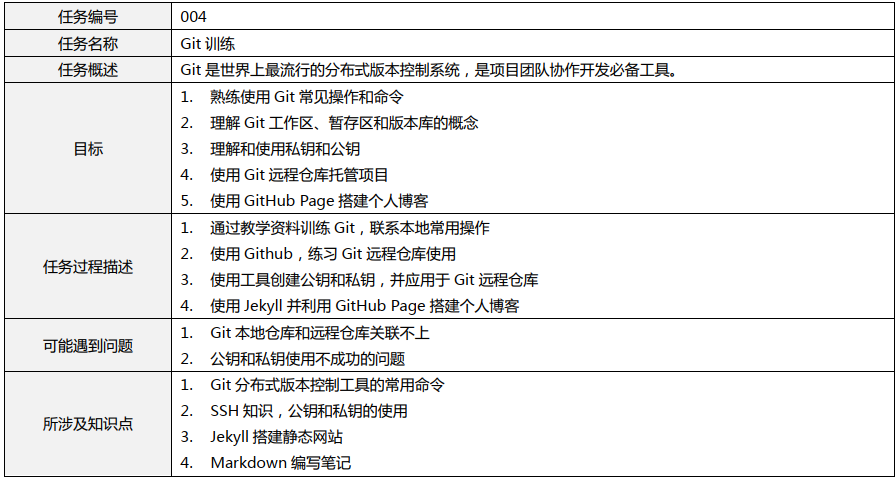 任务编号 004
任务名称 Git 训练
任务概述 Git 是世界上最流行的分布式版本控制系统，是项目团队协作开发必备工具。
目标
1. 熟练使用 Git 常见操作和命令
2. 理解 Git 工作区、暂存区和版本库的概念
3. 理解和使用私钥和公钥
4. 使用 Git 远程仓库托管项目
5. 使用 GitHub Page 搭建个人博客
任务过程描述
1. 通过教学资料训练 Git，联系本地常用操作
2. 使用 Github，练习 Git 远程仓库使用
3. 使用工具创建公钥和私钥，并应用于 Git 远程仓库
4. 使用 Jekyll 并利用 GitHub Page 搭建个人博客
可能遇到问题
1. Git 本地仓库和远程仓库关联不上
2. 公钥和私钥使用不成功的问题
所涉及知识点
1. Git 分布式版本控制工具的常用命令
2. SSH 知识，公钥和私钥的使用
3. Jekyll 搭建静态网站
4. Markdown 编写笔记